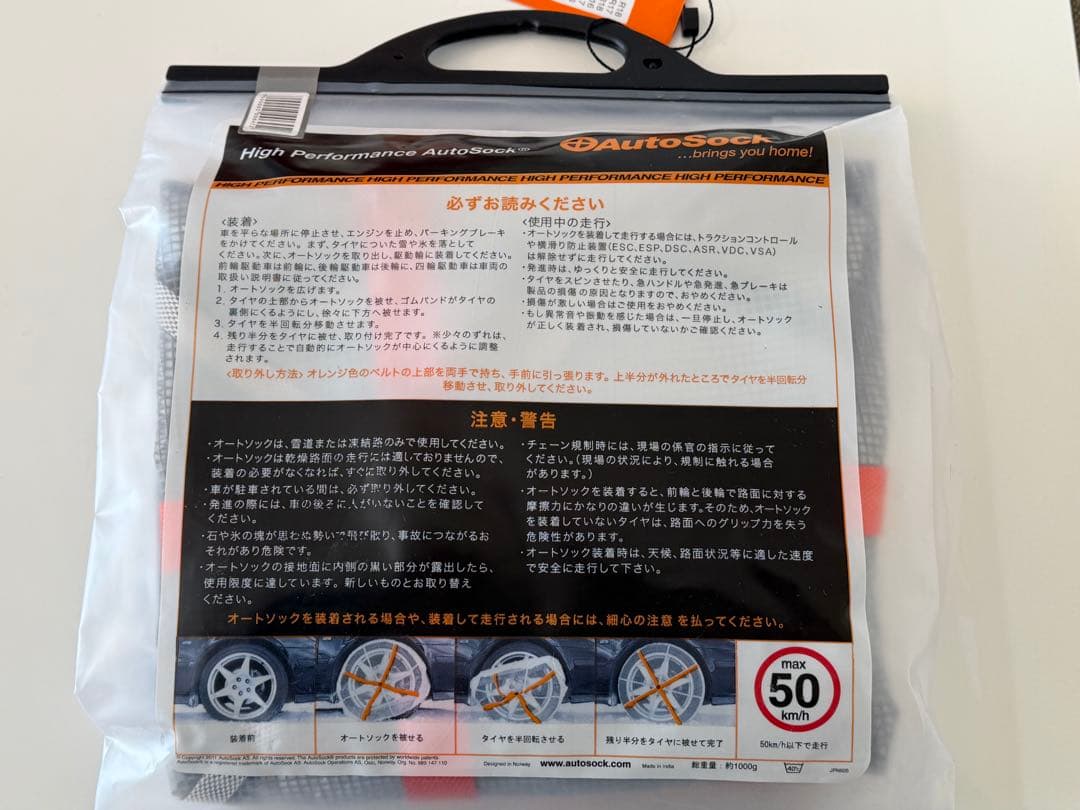 High Performance AutoSock®
AutoSock
...brings you home!
HIGH PERFORMANCE HIGH PERFORMANCE HIGH PERFORMANCE HIGH PERFORMANCE
必ずお読みください
〈装着〉
車を平らな場所に停止させ、エンジンを止め、パーキングブレーキ
をかけてください。まず、タイヤについた雪や氷を落として
ください。次に、オートソックを取り出し、駆動輪に装着してください。
前輪駆動車は前輪に、後輪駆動車は後輪に、四輪駆動車は車両の
取扱い説明書に従ってください。
1. オートソックを広げます。
2. タイヤの上部からオートソックを被せ、ゴムバンドがタイヤの
裏側にくるようにし、徐々に下方へ被せます。
3. タイヤを半回転分移動させます。
4. 残り半分をタイヤに被せ、取り付け完了です。※少々のずれは、
走行することで自動的にオートソックが中心にくるように調整
されます。
〈使用中の走行〉
・オートソックを装着して走行する場合には、トラクションコントロール
や横滑り防止装置(ESC、ESP、DSC、ASR、VDC、VSA)
は解除せずに走行してください。
・発進時は、ゆっくりと安全に走行してください。
・タイヤをスピンさせたり、急ハンドルや急発進、急ブレーキは
製品の損傷の原因となりますので、おやめください。
・損傷が激しい場合はご使用をおやめください。
・もし異常音や振動を感じた場合は、一旦停止し、オートソック
が正しく装着され、損傷していないかご確認ください。
〈取り外し方法〉オレンジ色のベルトの上部を両手で持ち、手前に引っ張ります。上半分が外れたところでタイヤを半回転分
移動させ、取り外してください。
注意・警告
・オートソックは、雪道または凍結路のみで使用してください。
・オートソックは乾燥路面の走行には適しておりませんので、
装着の必要がなくなれば、すぐに取り外してください。
・車が駐車されている間は、必ず取り外してください。
・発進の際には、車の後ろに人がいないことを確認して
ください。
・石や氷の塊が思わぬ勢いで飛び散り、事故につながるお
それがあり危険です。
・オートソックの接地面に内側の黒い部分が露出したら、
使用限度に達しています。新しいものとお取り替え
ください。
・チェーン規制時には、現場の係官の指示に従って
ください。(現場の状況により、規制に触れる場合
があります。)
・オートソックを装着すると、前輪と後輪で路面に対する
摩擦力にかなりの違いが生じます。そのため、オートソック
を装着していないタイヤは、路面へのグリップ力を失う
危険性があります。
・オートソック装着時は、天候、路面状況等に適した速度
で安全に走行して下さい。
オートソックを装着される場合や、装着して走行される場合には、細心の注意 を払ってください。
max
50
km/h
装着前
オートソックを被せる
タイヤを半回転させる
残り半分をタイヤに被せて完了
50km/h以下で走行
© Copyright 2011 AutoSock AS. All rights reserved. The AutoSock® products are protected by worldwide patents.
AutoSock is a registered trademark of AutoSock AS. AutoSock Operations AS, Oslo, Norway, Org. No. 985 147 110
Designed in Norway
www.autosock.com
Made in India
総重量：約1000g
40
JPN605